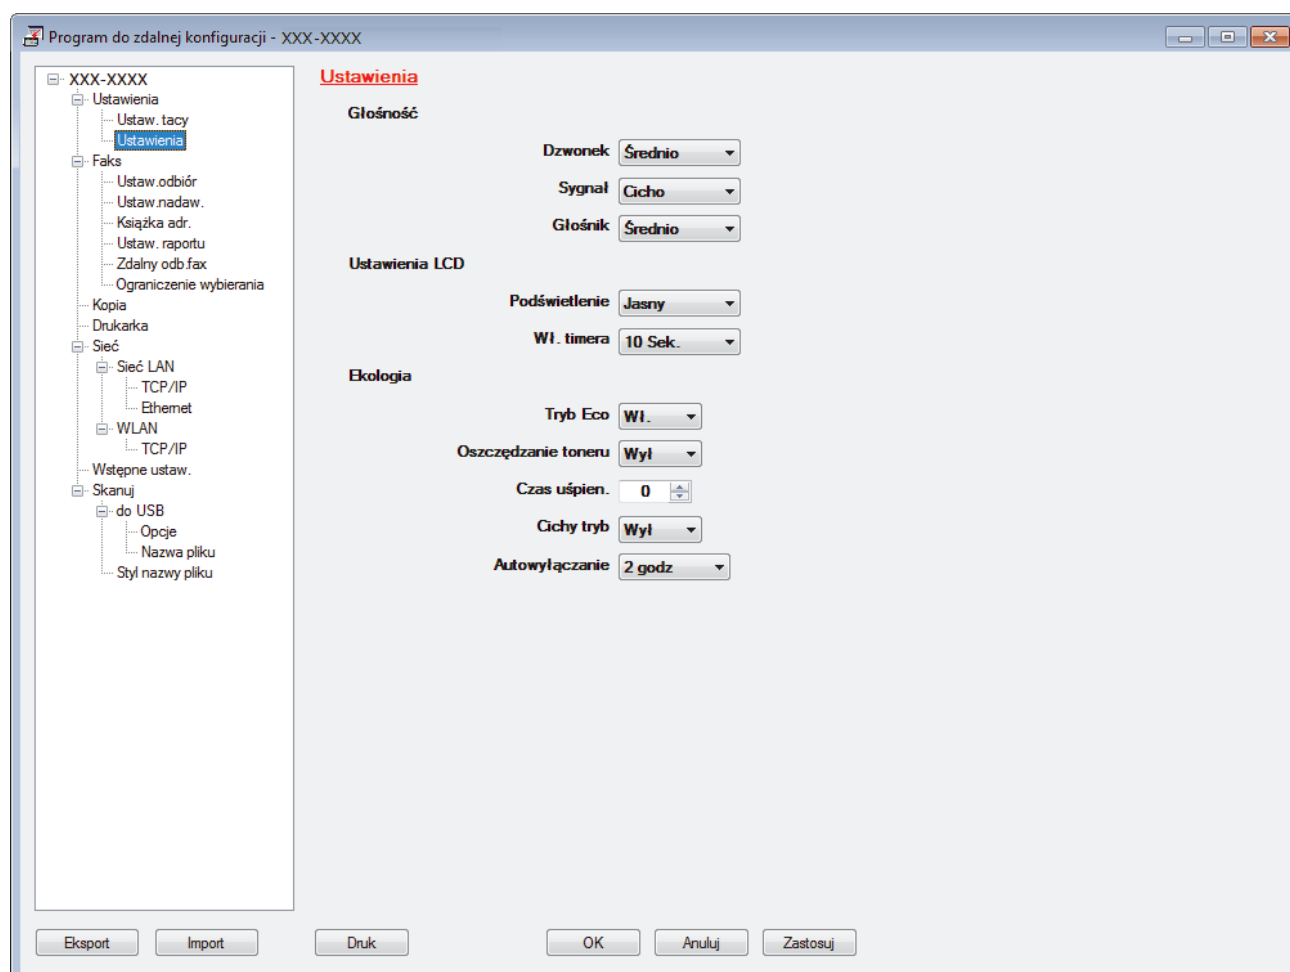 Program do zdalnej konfiguracji - XXX-XXXX
XXX-XXXX
Ustawienia
Ustaw. tacy
Ustawienia
Faks
Ustaw.odbiór
Ustaw.nadaw.
Książka adr.
Ustaw. raportu
Zdalny odb.fax
Ograniczenie wybierania
Kopia
Drukarka
Sieć
Sieć LAN
TCP/IP
Ethernet
WLAN
TCP/IP
Wstępne ustaw.
Skanuj
do USB
Opcje
Nazwa pliku
Styl nazwy pliku
Ustawienia
Głośność
Dzwonek Średnio
Sygnał Cicho
Głośnik Średnio
Ustawienia LCD
Podświetlenie Jasny
Wł. timera 10 Sek.
Ekologia
Tryb Eco Wł.
Oszczędzanie toneru Wył
Czas uśpien. 0
Cichy tryb Wył
Autowyłączanie 2 godz
Eksport Import Druk OK Anuluj Zastosuj